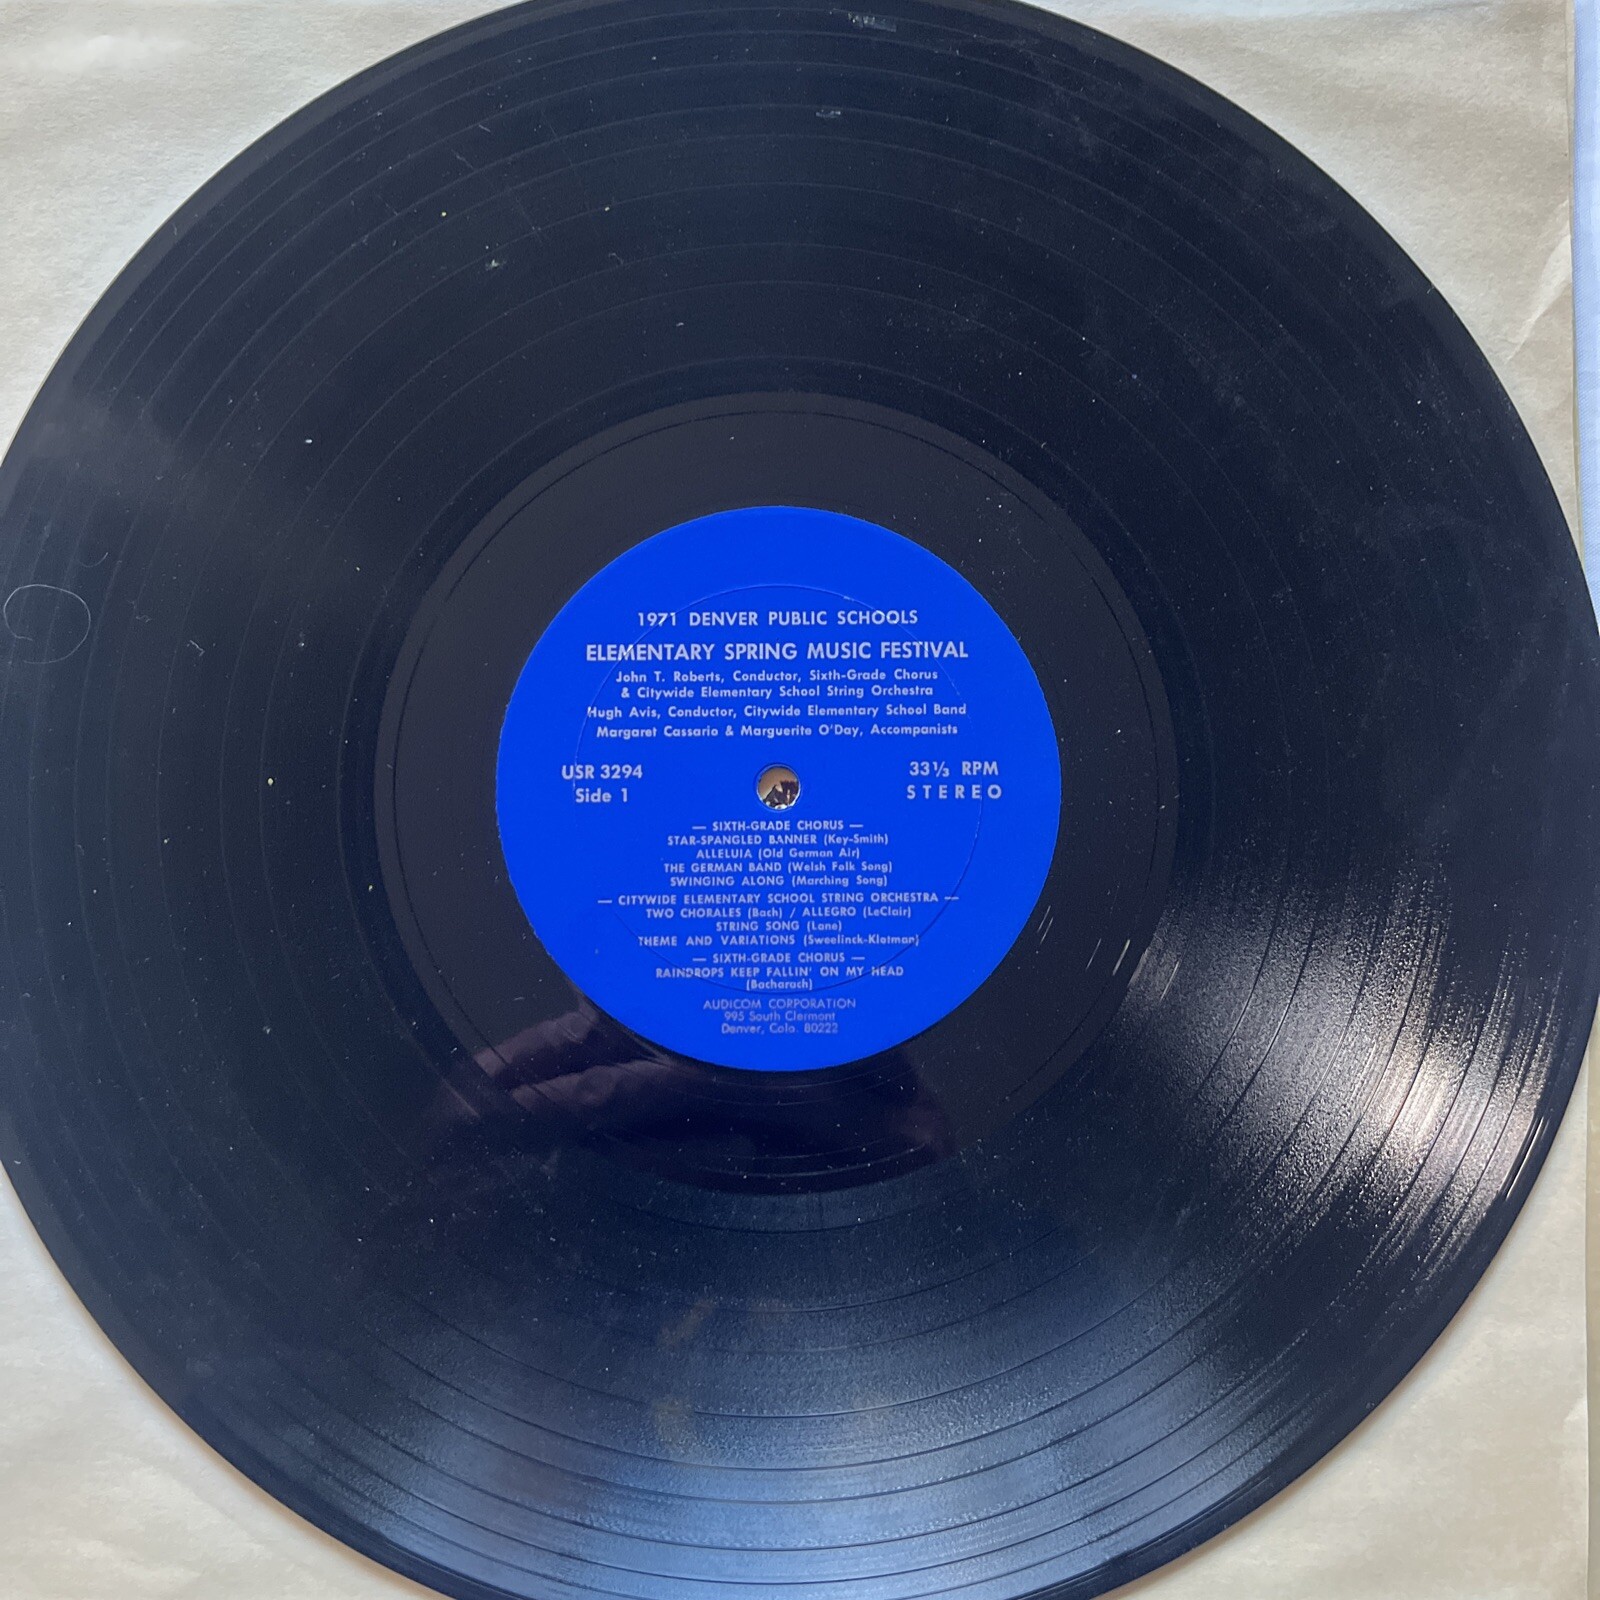 1971 DENVER PUBLIC SCHOOLS
ELEMENTARY SPRING MUSIC FESTIVAL
John T. Roberts, Conductor, Sixth-Grade Chorus
& Citywide Elementary School String Orchestra
Hugh Avis, Conductor, Citywide Elementary School Band
Margaret Cassario & Marguerite O'Day, Accompanists
USR 3294
Side 1
33⅓ RPM
STEREO
— SIXTH-GRADE CHORUS —
STAR-SPANGLED BANNER (Key-Smith)
ALLELUIA (Old German Air)
THE GERMAN BAND (Welsh Folk Song)
SWINGING ALONG (Marching Song)
— CITYWIDE ELEMENTARY SCHOOL STRING ORCHESTRA —
TWO CHORALES (Bach) / ALLEGRO (LeClair)
STRING SONG (Lane)
THEME AND VARIATIONS (Sweelinck-Klotman)
— SIXTH-GRADE CHORUS —
RAINDROPS KEEP FALLIN' ON MY HEAD
(Bacharach)
AUDICOM CORPORATION
995 South Clermont
Denver, Colo. 80222